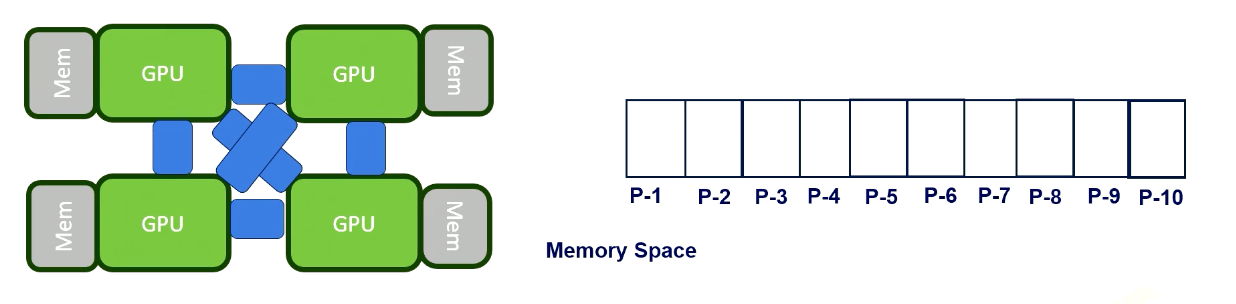 Mem GPU GPU Mem
Mem GPU GPU Mem
P-1 P-2 P-3 P-4 P-5 P-6 P-7 P-8 P-9 P-10
Memory Space